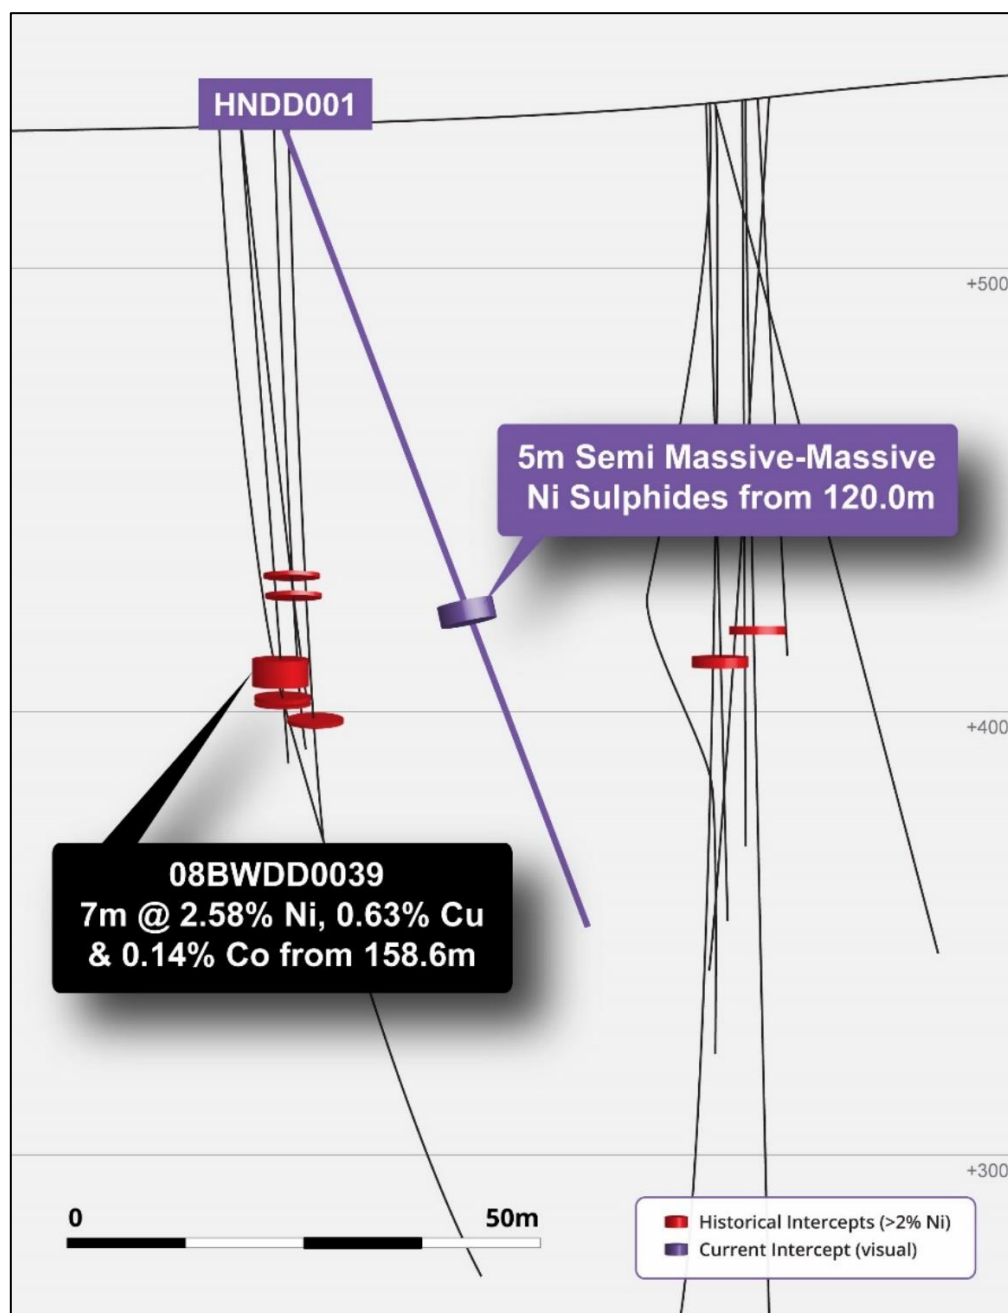 HNDD001
+500
5m Semi Massive-Massive
Ni Sulphides from 120.0m
+400
08BWDD0039
7m @ 2.58% Ni, 0.63% Cu
& 0.14% Co from 158.6m
+300
0 50m
Historical Intercepts (>2% Ni)
Current Intercept (visual)